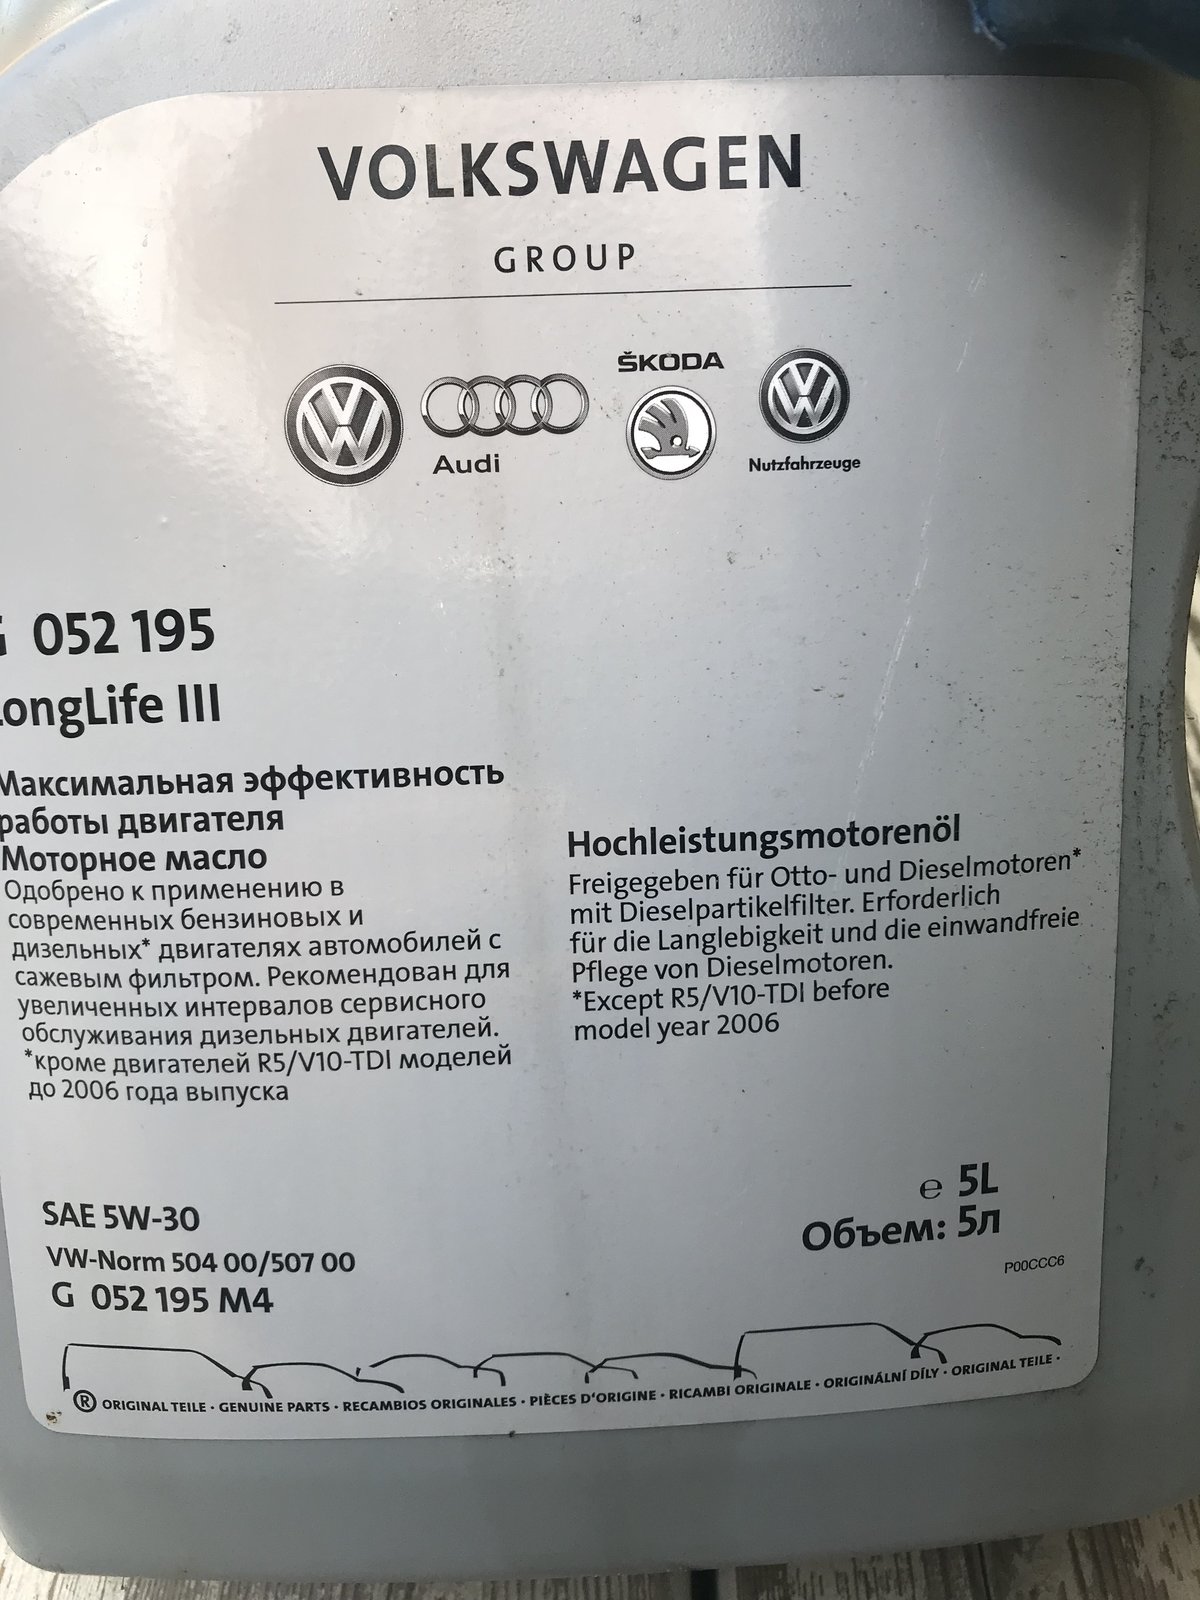 VOLKSWAGEN
GROUP
Audi
ŠKODA
Nutzfahrzeuge
G 052 195
LongLife III
Максимальная эффективность
работы двигателя
Моторное масло
Одобрено к применению в
современных бензиновых и
дизельных* двигателях автомобилей с
сажевым фильтром. Рекомендован для
увеличенных интервалов сервисного
обслуживания дизельных двигателей.
*кроме двигателей R5/V10-TDI моделей
до 2006 года выпуска
Hochleistungsmotorenöl
Freigegeben für Otto- und Dieselmotoren*
mit Dieselpartikelfilter. Erforderlich
für die Langlebigkeit und die einwandfreie
Pflege von Dieselmotoren.
*Except R5/V10-TDI before
model year 2006
SAE 5W-30
VW-Norm 504 00/507 00
G 052 195 M4
e 5L
Объем: 5л
P00CCC6
® ORIGINAL TEILE · GENUINE PARTS · RECAMBIOS ORIGINALES · PIÈCES D'ORIGINE · RICAMBI ORIGINALE · ORIGINÁLNÍ DÍLY · ORIGINAL TEILE ·